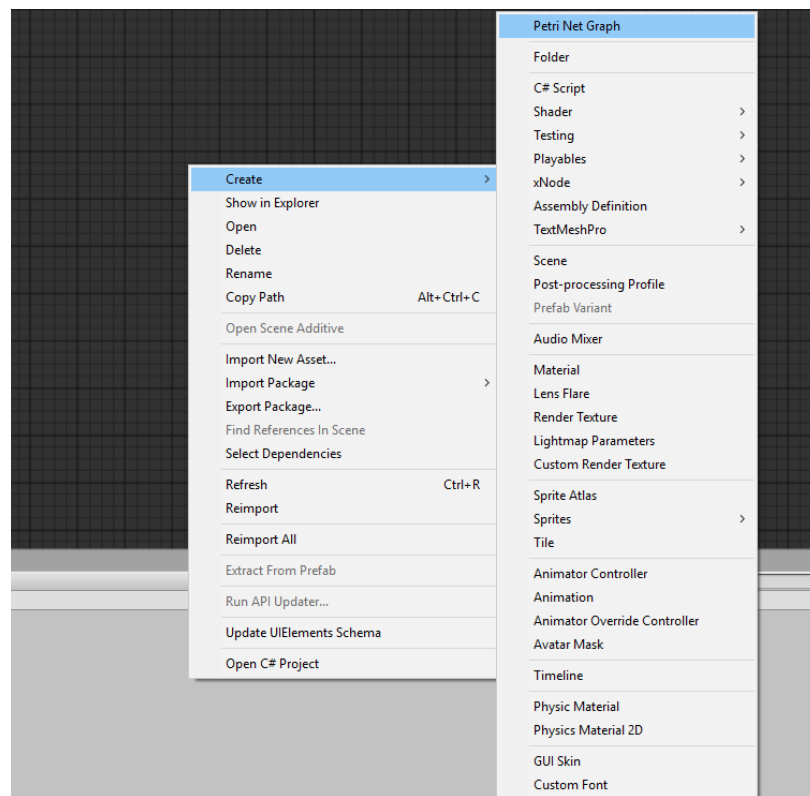 Create
Show in Explorer
Open
Delete
Rename
Copy Path Alt+Ctrl+C
Open Scene Additive
Import New Asset...
Import Package
Export Package...
Find References In Scene
Select Dependencies
Refresh Ctrl+R
Reimport
Reimport All
Extract From Prefab
Run API Updater...
Update UIElements Schema
Open C# Project
Petri Net Graph
Folder
C# Script
Shader
Testing
Playables
xNode
Assembly Definition
TextMeshPro
Scene
Post-processing Profile
Prefab Variant
Audio Mixer
Material
Lens Flare
Render Texture
Lightmap Parameters
Custom Render Texture
Sprite Atlas
Sprites
Tile
Animator Controller
Animation
Animator Override Controller
Avatar Mask
Timeline
Physic Material
Physics Material 2D
GUI Skin
Custom Font